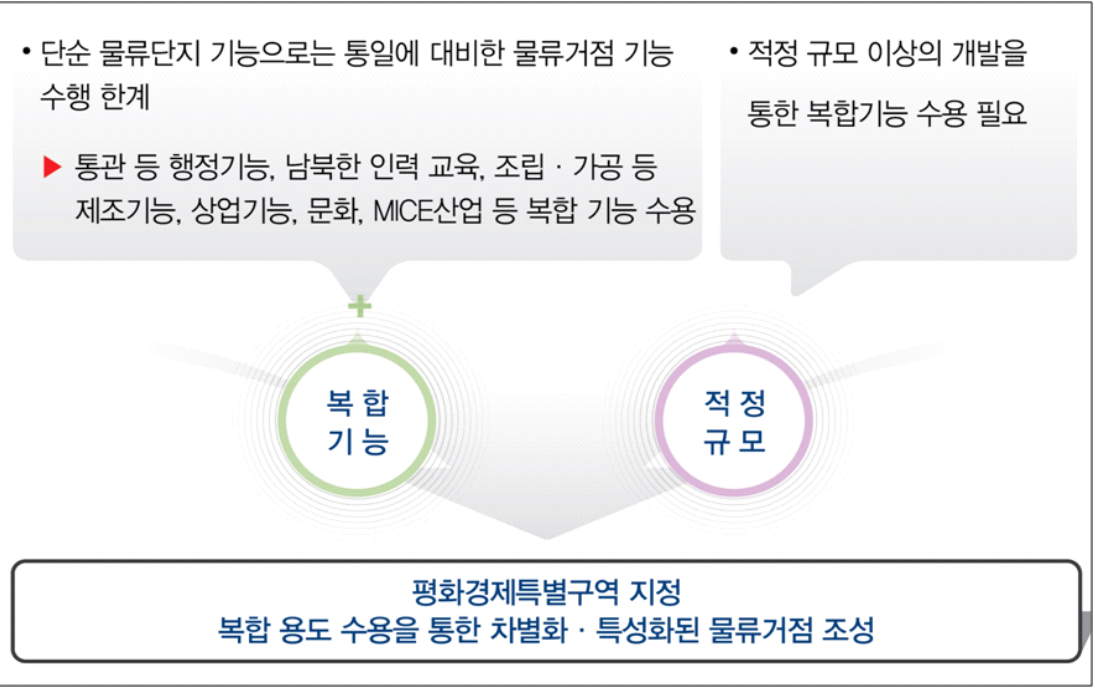 • 단순 물류단지 기능으로는 통일에 대비한 물류거점 기능
수행 한계
▶ 통관 등 행정기능, 남북한 인력 교육, 조립 · 가공 등
제조기능, 상업기능, 문화, MICE산업 등 복합 기능 수용
• 적정 규모 이상의 개발을
통한 복합기능 수용 필요
+
복 합
기 능
적 정
규 모
평화경제특별구역 지정
복합 용도 수용을 통한 차별화 · 특성화된 물류거점 조성